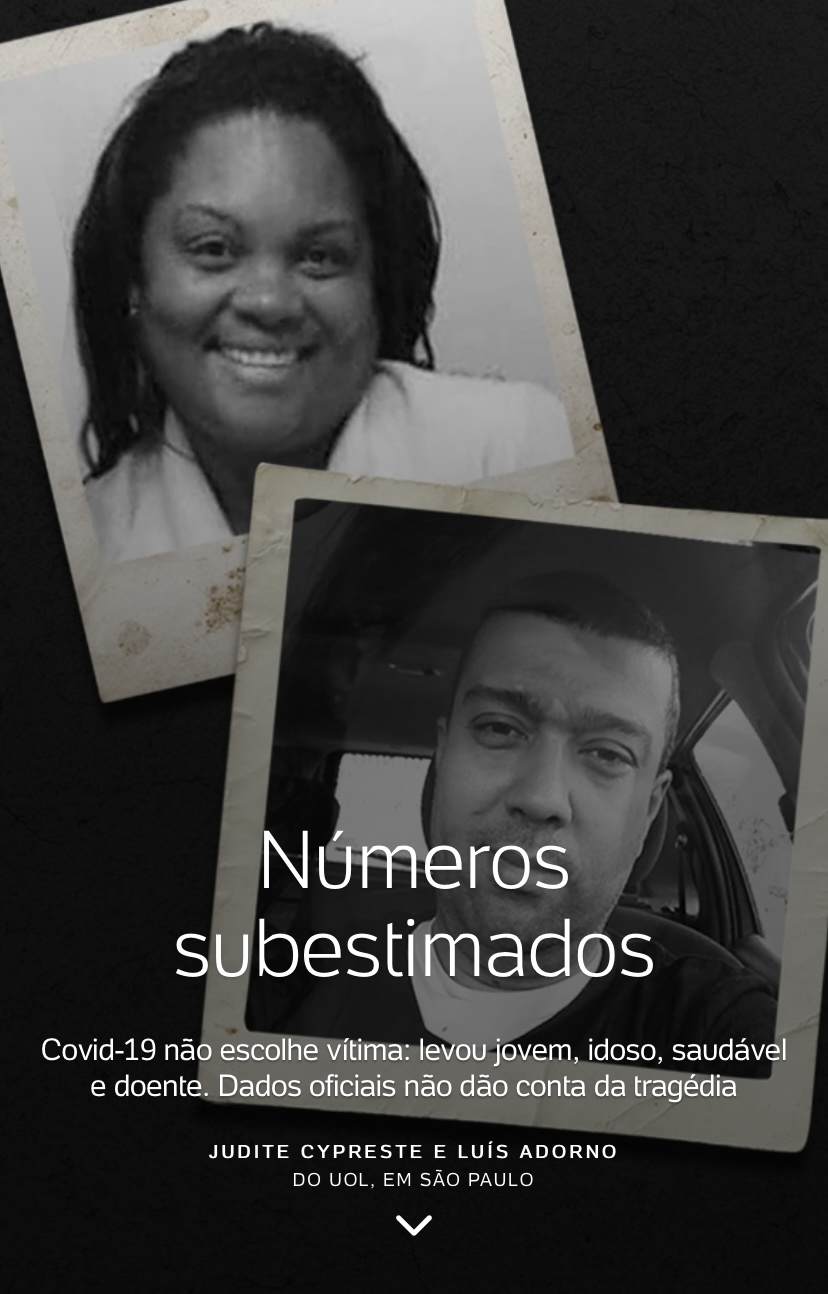 Números
subestimados
Covid-19 não escolhe vítima: levou jovem, idoso, saudável
e doente. Dados oficiais não dão conta da tragédia
JUDITE CYPRESTE E LUÍS ADORNO
DO UOL, EM SÃO PAULO